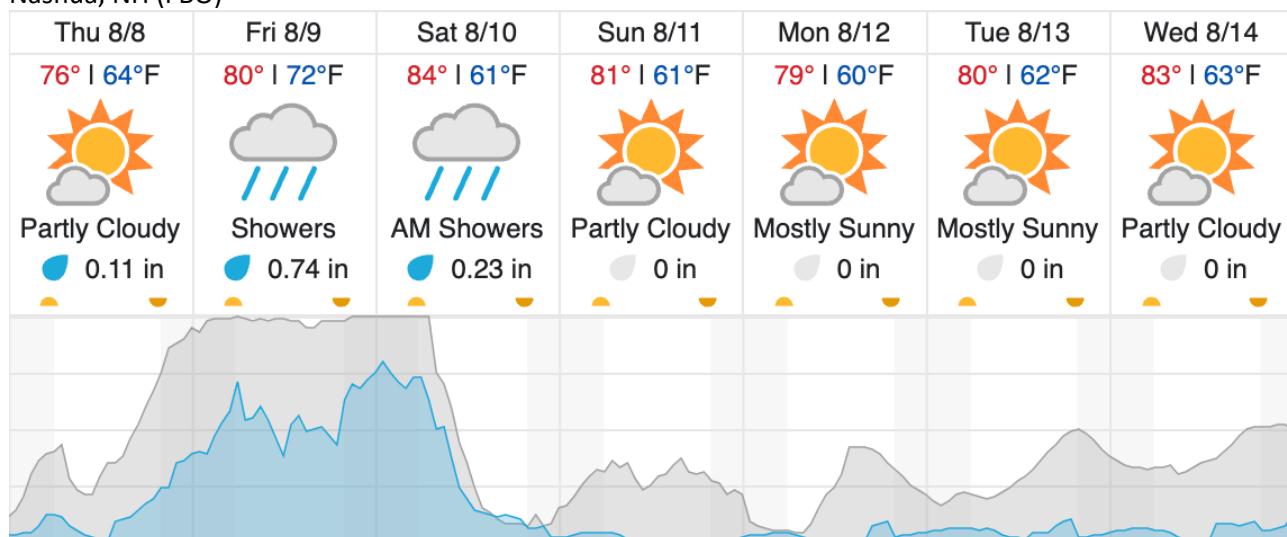 Thu 8/8 Fri 8/9 Sat 8/10 Sun 8/11 Mon 8/12 Tue 8/13 Wed 8/14
76° | 64°F 80° | 72°F 84° | 61°F 81° | 61°F 79° | 60°F 80° | 62°F 83° | 63°F
Partly Cloudy Showers AM Showers Partly Cloudy Mostly Sunny Mostly Sunny Partly Cloudy
0.11 in 0.74 in 0.23 in 0 in 0 in 0 in 0 in